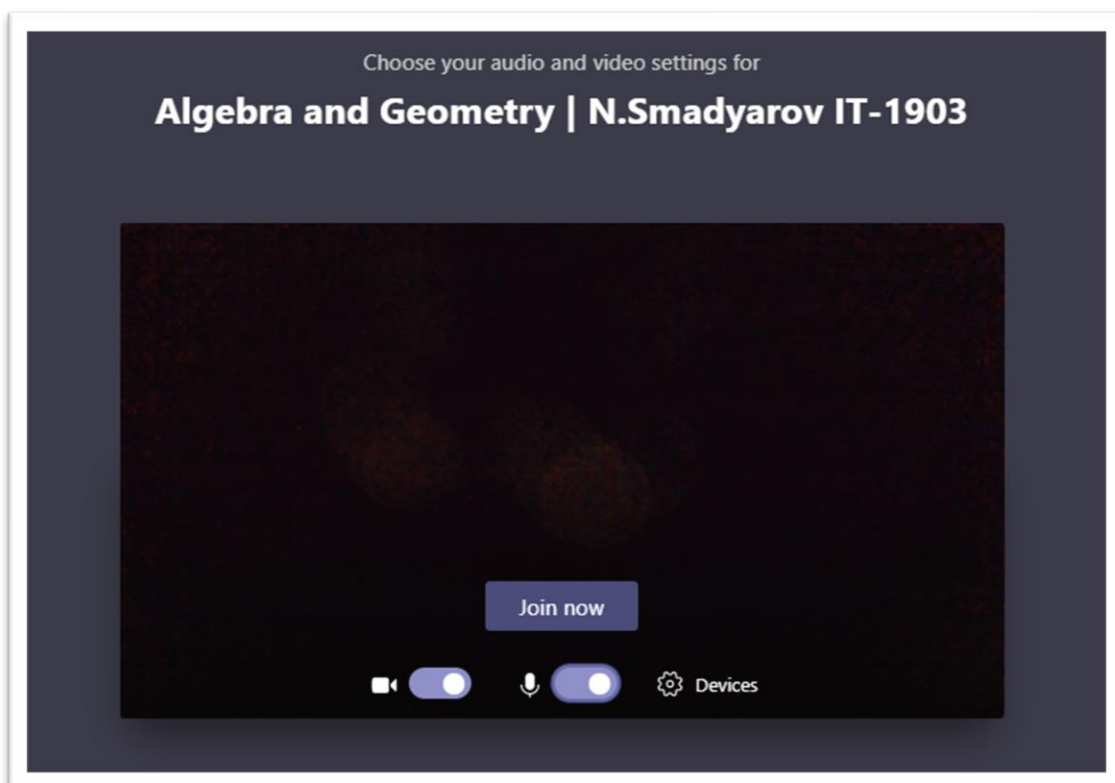 Choose your audio and video settings for
Algebra and Geometry | N.Smadyarov IT-1903
Join now
Devices